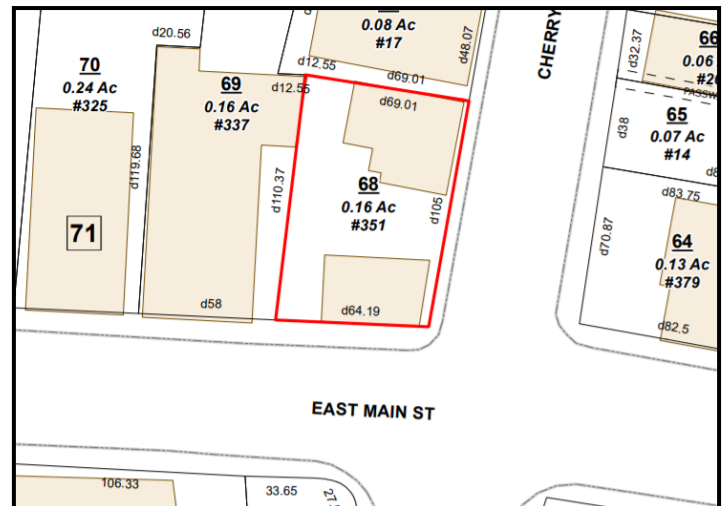 0.08 Ac
#17
d48.07
d20.56
d12.55
d69.01
CHERRY
d32.37
66
0.06
PASSW
70
0.24 Ac
#325
69
0.16 Ac
#337
d12.55
d69.01
65
0.07 Ac
#14
d38
d119.68
d110.37
68
0.16 Ac
#351
d105
d83.75
d70.87
64
0.13 Ac
#379
71
d58
d64.19
d82.5
EAST MAIN ST
106.33
33.65